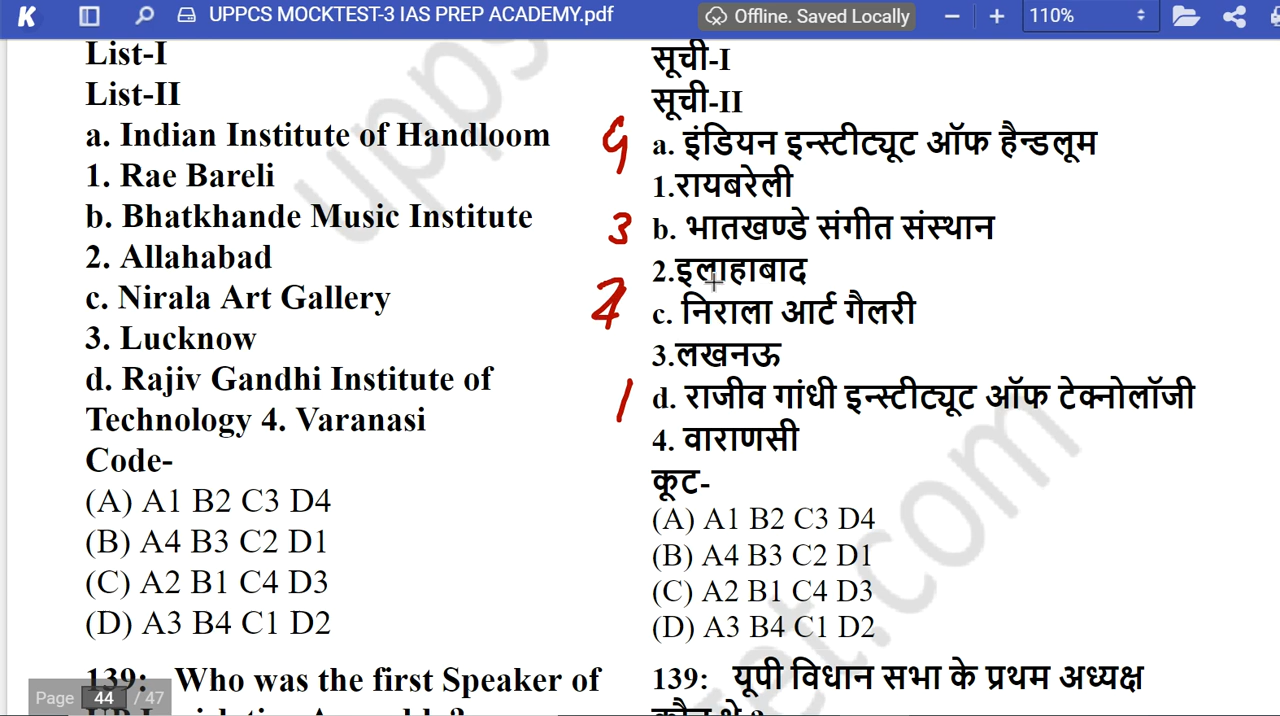 UPPCS MOCKTEST-3 IAS PREP ACADEMY.pdf
Offline. Saved Locally
110%
List-I
List-II
a. Indian Institute of Handloom
1. Rae Bareli
b. Bhatkhande Music Institute
2. Allahabad
c. Nirala Art Gallery
3. Lucknow
d. Rajiv Gandhi Institute of
Technology 4. Varanasi
Code-
(A) A1 B2 C3 D4
(B) A4 B3 C2 D1
(C) A2 B1 C4 D3
(D) A3 B4 C1 D2
139: Who was the first Speaker of
सूची-I
सूची-II
a. इंडियन इन्स्टीट्यूट ऑफ हैन्डलूम
1.रायबरेली
3 b. भातखण्डे संगीत संस्थान
2.इलाहाबाद
c. निराला आर्ट गैलरी
3.लखनऊ
1 d. राजीव गांधी इन्स्टीट्यूट ऑफ टेक्नोलॉजी
4. वाराणसी
कूट-
(A) A1 B2 C3 D4
(B) A4 B3 C2 D1
(C) A2 B1 C4 D3
(D) A3 B4 C1 D2
139: यूपी विधान सभा के प्रथम अध्यक्ष
Page 44 / 47